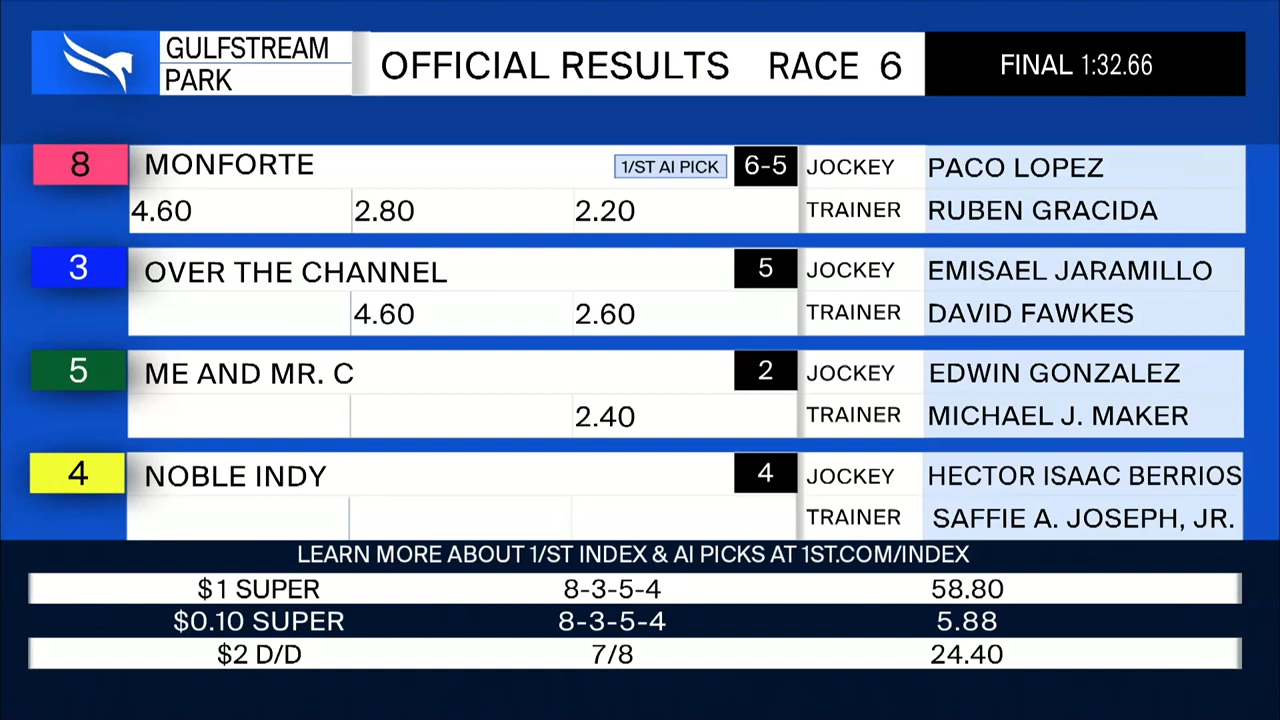 GULFSTREAM
PARK
OFFICIAL RESULTS RACE 6
FINAL 1:32.66
8 MONFORTE 1/ST AI PICK 6-5 JOCKEY PACO LOPEZ
4.60 2.80 2.20 TRAINER RUBEN GRACIDA
3 OVER THE CHANNEL 5 JOCKEY EMISAEL JARAMILLO
4.60 2.60 TRAINER DAVID FAWKES
5 ME AND MR. C 2 JOCKEY EDWIN GONZALEZ
2.40 TRAINER MICHAEL J. MAKER
4 NOBLE INDY 4 JOCKEY HECTOR ISAAC BERRIOS
TRAINER SAFFIE A. JOSEPH, JR.
LEARN MORE ABOUT 1/ST INDEX & AI PICKS AT 1ST.COM/INDEX
$1 SUPER 8-3-5-4 58.80
$0.10 SUPER 8-3-5-4 5.88
$2 D/D 7/8 24.40